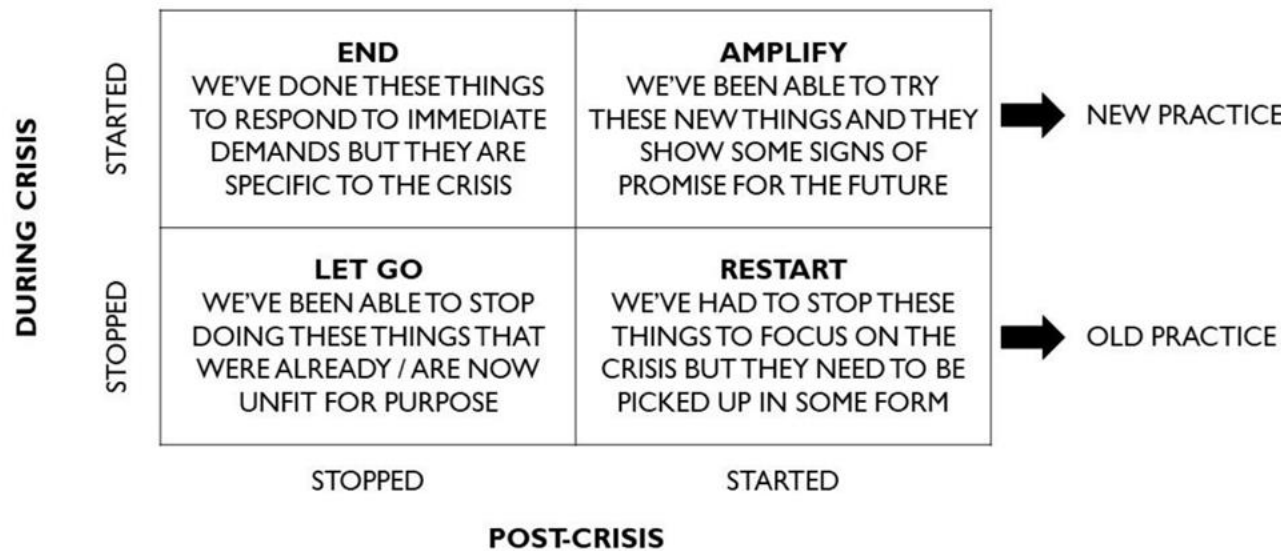 DURING CRISIS
STARTED
END
WE'VE DONE THESE THINGS
TO RESPOND TO IMMEDIATE
DEMANDS BUT THEY ARE
SPECIFIC TO THE CRISIS
AMPLIFY
WE'VE BEEN ABLE TO TRY
THESE NEW THINGS AND THEY
SHOW SOME SIGNS OF
PROMISE FOR THE FUTURE
NEW PRACTICE
STOPPED
LET GO
WE'VE BEEN ABLE TO STOP
DOING THESE THINGS THAT
WERE ALREADY / ARE NOW
UNFIT FOR PURPOSE
RESTART
WE'VE HAD TO STOP THESE
THINGS TO FOCUS ON THE
CRISIS BUT THEY NEED TO BE
PICKED UP IN SOME FORM
OLD PRACTICE
STOPPED
STARTED
POST-CRISIS